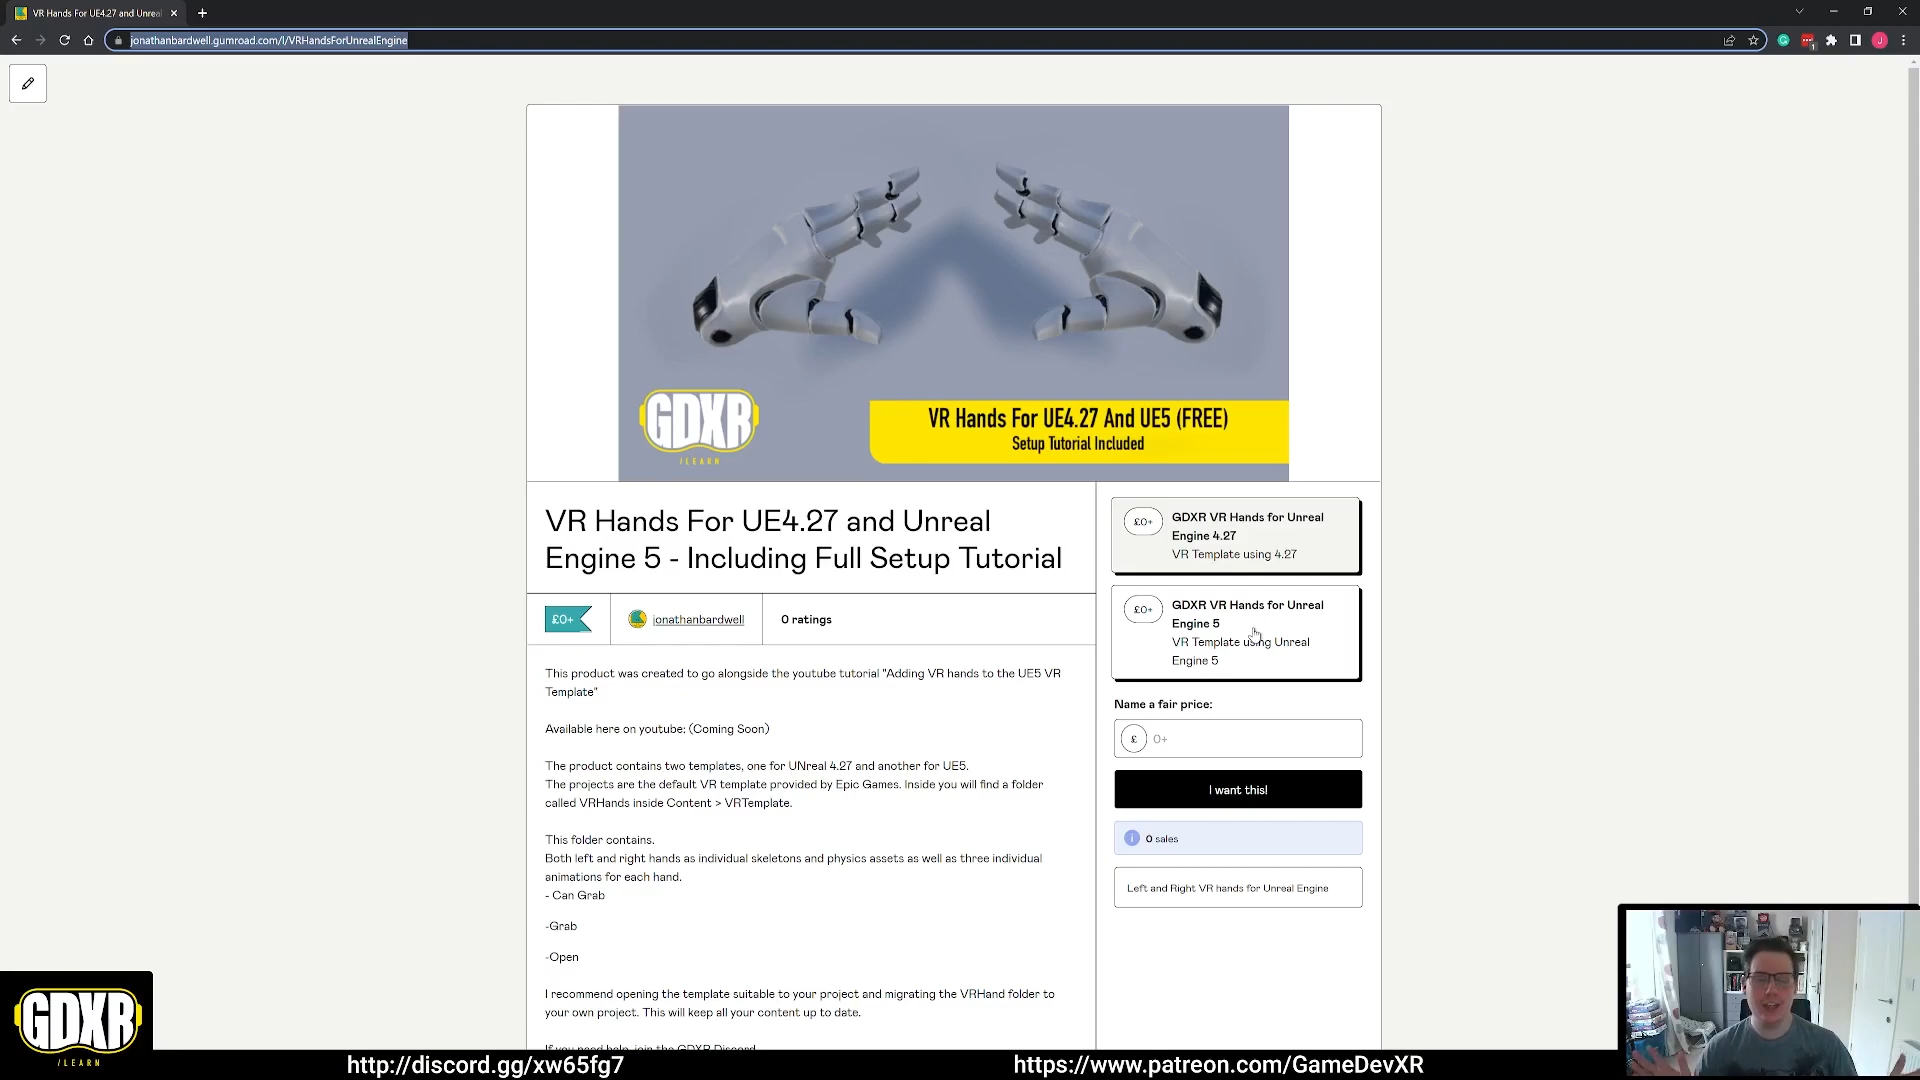 VR Hands For UE4.27 and Unrea
jonathanbardwell.gumroad.com/l/VRHandsForUnrealEngine
GDXR
/LEARN
VR Hands For UE4.27 And UE5 (FREE)
Setup Tutorial Included
VR Hands For UE4.27 and Unreal
Engine 5 - Including Full Setup Tutorial
£0+
jonathanbardwell
0 ratings
This product was created to go alongside the youtube tutorial "Adding VR hands to the UE5 VR
Template"
Available here on youtube; (Coming Soon)
The product contains two templates, one for UNreal 4.27 and another for UE5.
The projects are the default VR template provided by Epic Games. Inside you will find a folder
called VRHands inside Content > VRTemplate.
This folder contains.
Both left and right hands as individual skeletons and physics assets as well as three individual
animations for each hand.
- Can Grab
-Grab
-Open
I recommend opening the template suitable to your project and migrating the VRHand folder to
your own project. This will keep all your content up to date.
If you need help, join the GDXR Discord
£0+
GDXR VR Hands for Unreal
Engine 4.27
VR Template using 4.27
£0+
GDXR VR Hands for Unreal
Engine 5
VR Template using Unreal
Engine 5
Name a fair price:
£ 0+
I want this!
i 0 sales
Left and Right VR hands for Unreal Engine
GDXR
/LEARN
http://discord.gg/xw65fg7
https://www.patreon.com/GameDevXR